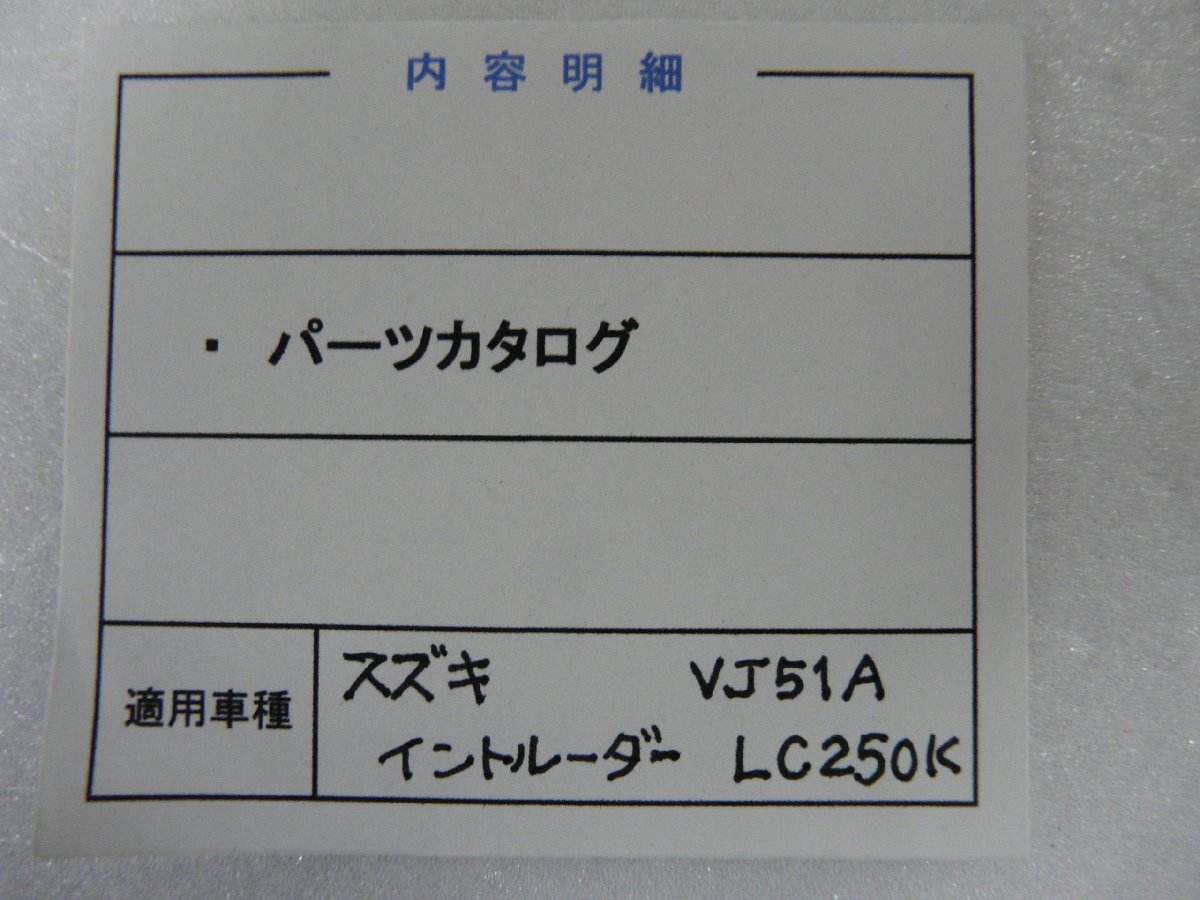 内容明細
・ パーツカタログ
適用車種
スズキ VJ51A
イントルーダー LC250K